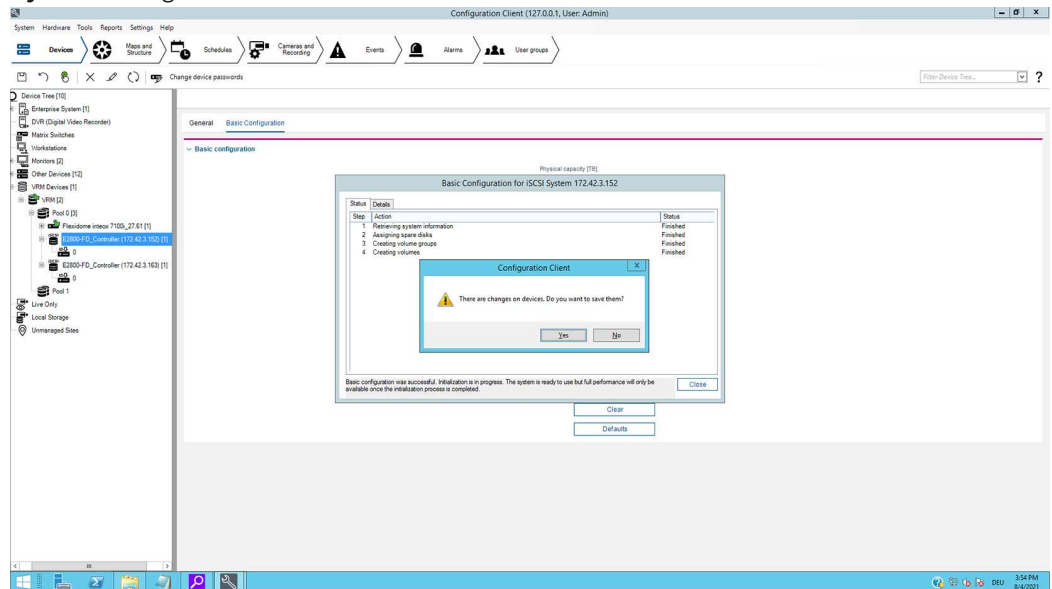 Configuration Client (127.0.0.1, User: Admin)
System Hardware Tools Reports Settings Help
Devices
Maps and Structure
Schedules
Cameras and Recording
Events
Alarms
User groups
Change device passwords
Filter Device Tree...
?
Device Tree [10]
Enterprise System [1]
DVR (Digital Video Recorder)
Matrix Switches
Workstations
Monitors [2]
Other Devices [12]
VRM Devices [1]
VRM [2]
Pool 0 [3]
Flexidome inteox 7100i_27.61 [1]
E2800-FD_Controller (172.42.3.152) [1]
0
E2800-FD_Controller (172.42.3.163) [1]
0
Pool 1
Live Only
Local Storage
Unmanaged Sites
General Basic Configuration
Basic configuration
Physical capacity [TB]
Basic Configuration for iSCSI System 172.42.3.152
Status Details
Step Action Status
1 Retrieving system information Finished
2 Assigning spare disks Finished
3 Creating volume groups Finished
4 Creating volumes Finished
Configuration Client
X
There are changes on devices. Do you want to save them?
Yes No
Basic configuration was successful. Initialization is in progress. The system is ready to use but full performance will only be
available once the initialization process is completed.
Close
Clear
Defaults
DEU
3:54 PM
8/4/2021